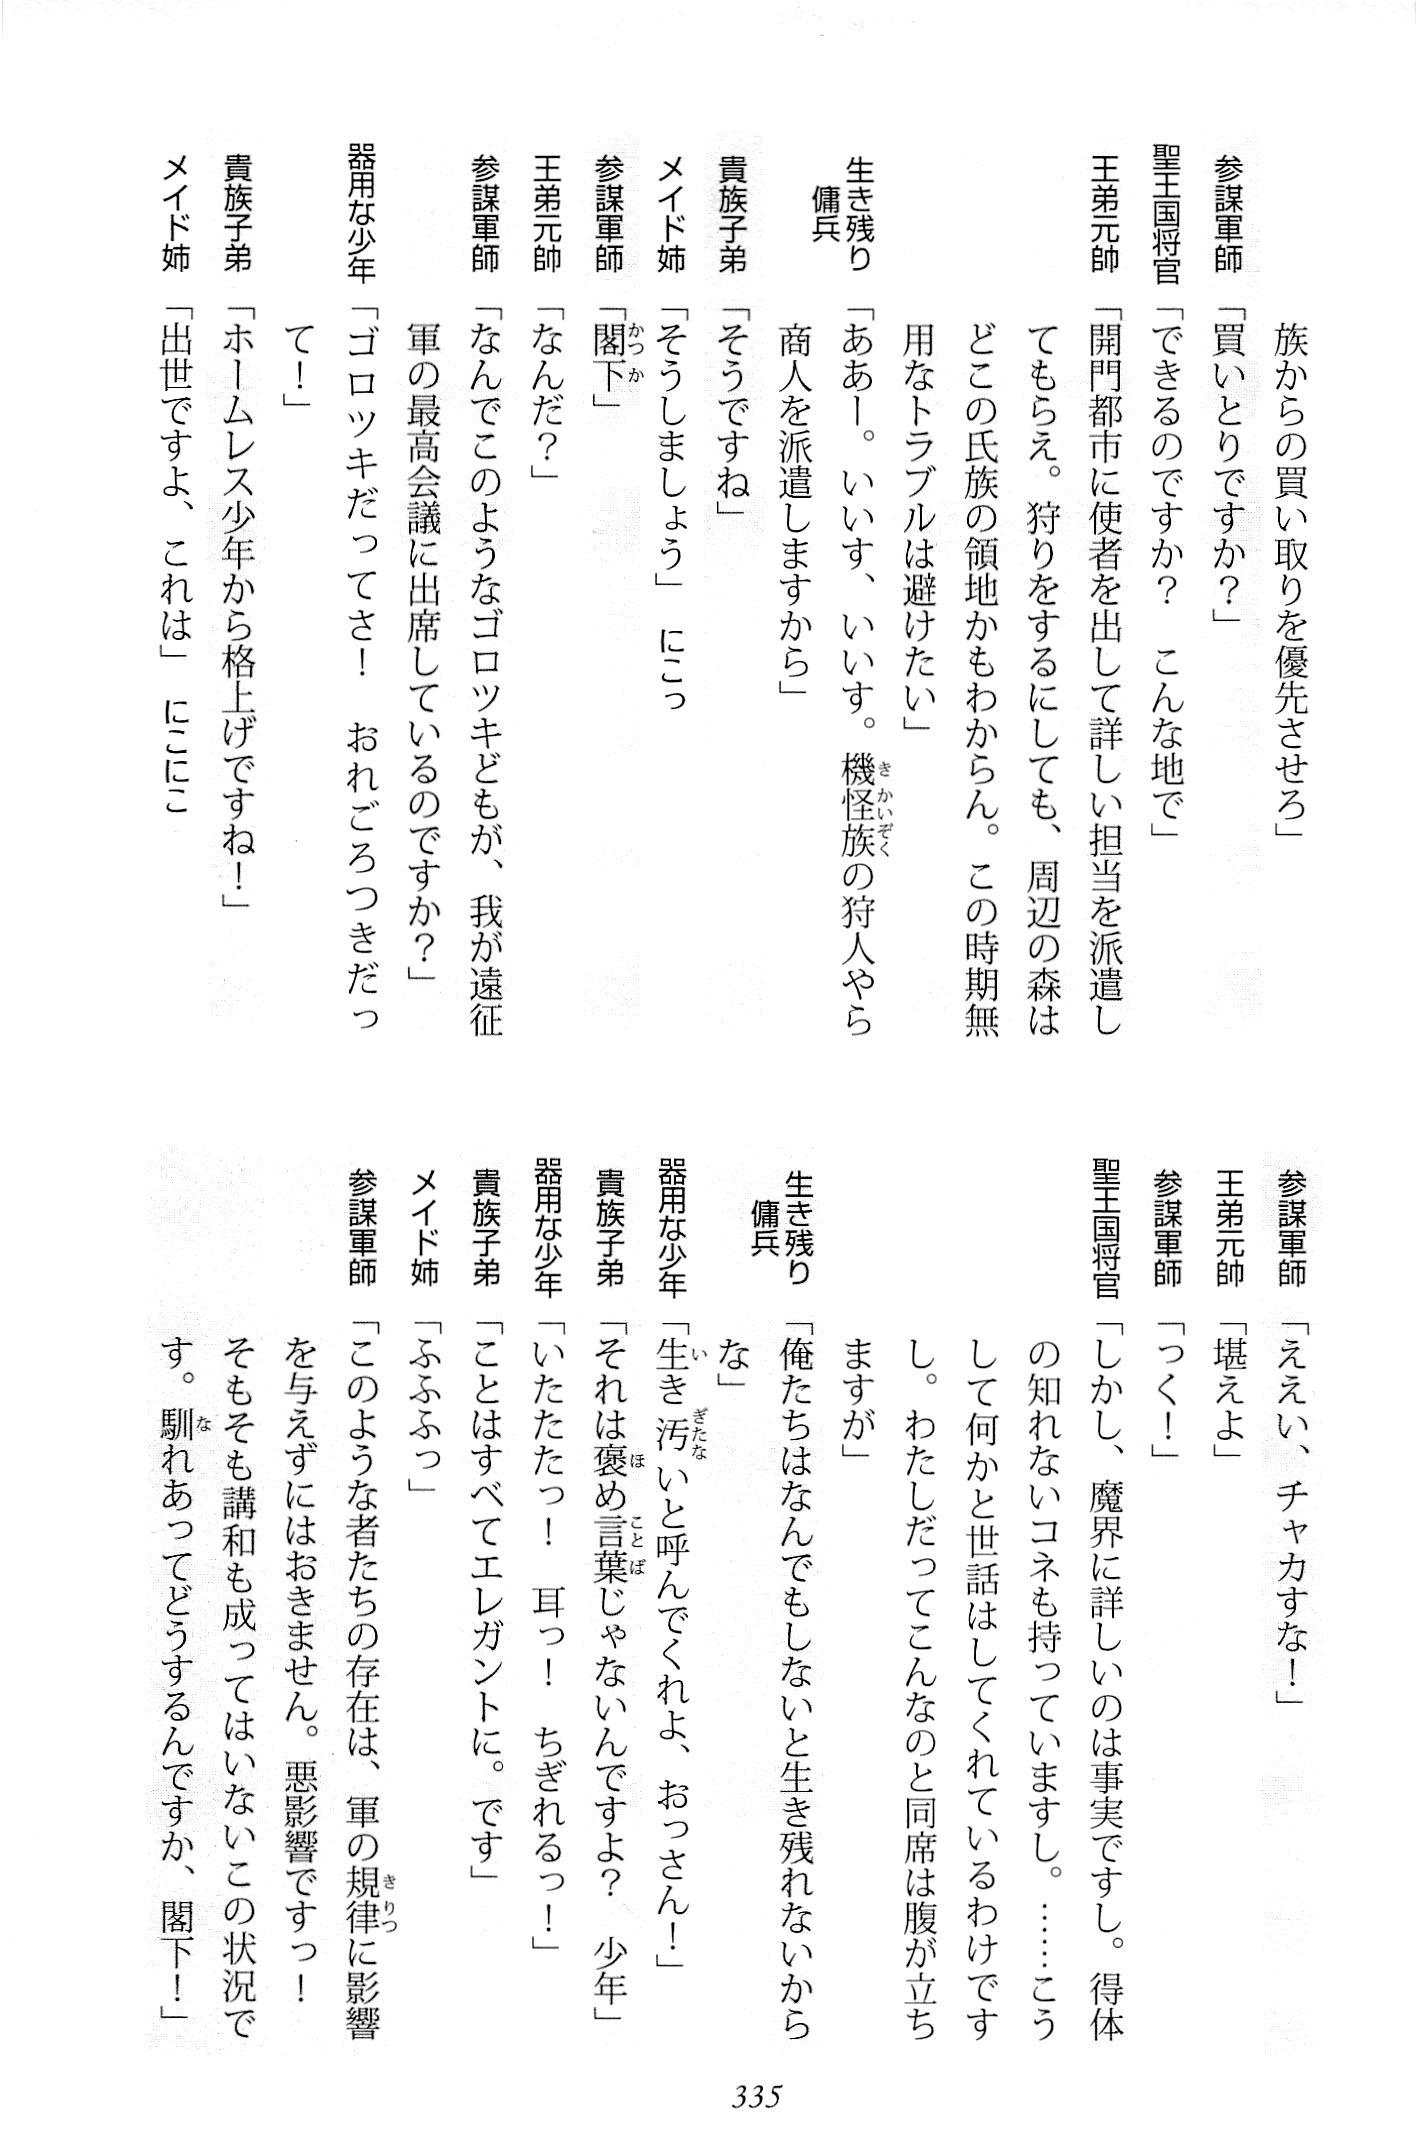 族からの買い取りを優先させろ」
参謀軍師「買いとりですか？」
聖王国将官「できるのですか？　こんな地で」
王弟元帥「開門都市に使者を出して詳しい担当を派遣し
てもらえ。狩りをするにしても、周辺の森は
どこの氏族の領地かもわからん。この時期無
用なトラブルは避けたい」
生き残り傭兵「ああー。いいす、いいす。機怪族の狩人やら
商人を派遣しますから」
貴族子弟「そうですね」
メイド姉「そうしましょう」　にこっ
参謀軍師「閣下」
王弟元帥「なんだ？」
参謀軍師「なんでこのようなゴロツキどもが、我が遠征
軍の最高会議に出席しているのですか？」
器用な少年「ゴロツキだってさ！　おれごろつきだっ
て！」
貴族子弟「ホームレス少年から格上げですね！」
メイド姉「出世ですよ、これは」　にこにこ
参謀軍師「ええい、チャカすな！」
王弟元帥「堪えよ」
参謀軍師「っく！」
聖王国将官「しかし、魔界に詳しいのは事実ですし。得体
の知れないコネも持っていますし。……こう
して何かと世話はしてくれているわけです
し。わたしだってこんなのと同席は腹が立ち
ますが」
生き残り傭兵「俺たちはなんでもしないと生き残れないから
な」
器用な少年「生き汚いと呼んでくれよ、おっさん！」
貴族子弟「それは褒め言葉じゃないんですよ？　少年」
器用な少年「いたたたっ！　耳っ！　ちぎれるっ！」
貴族子弟「ことはすべてエレガントに。です」
メイド姉「ふふふっ」
参謀軍師「このような者たちの存在は、軍の規律に影響
を与えずにはおきません。悪影響ですっ！
そもそも講和も成ってはいないこの状況で
す。馴れあってどうするんですか、閣下！」
335